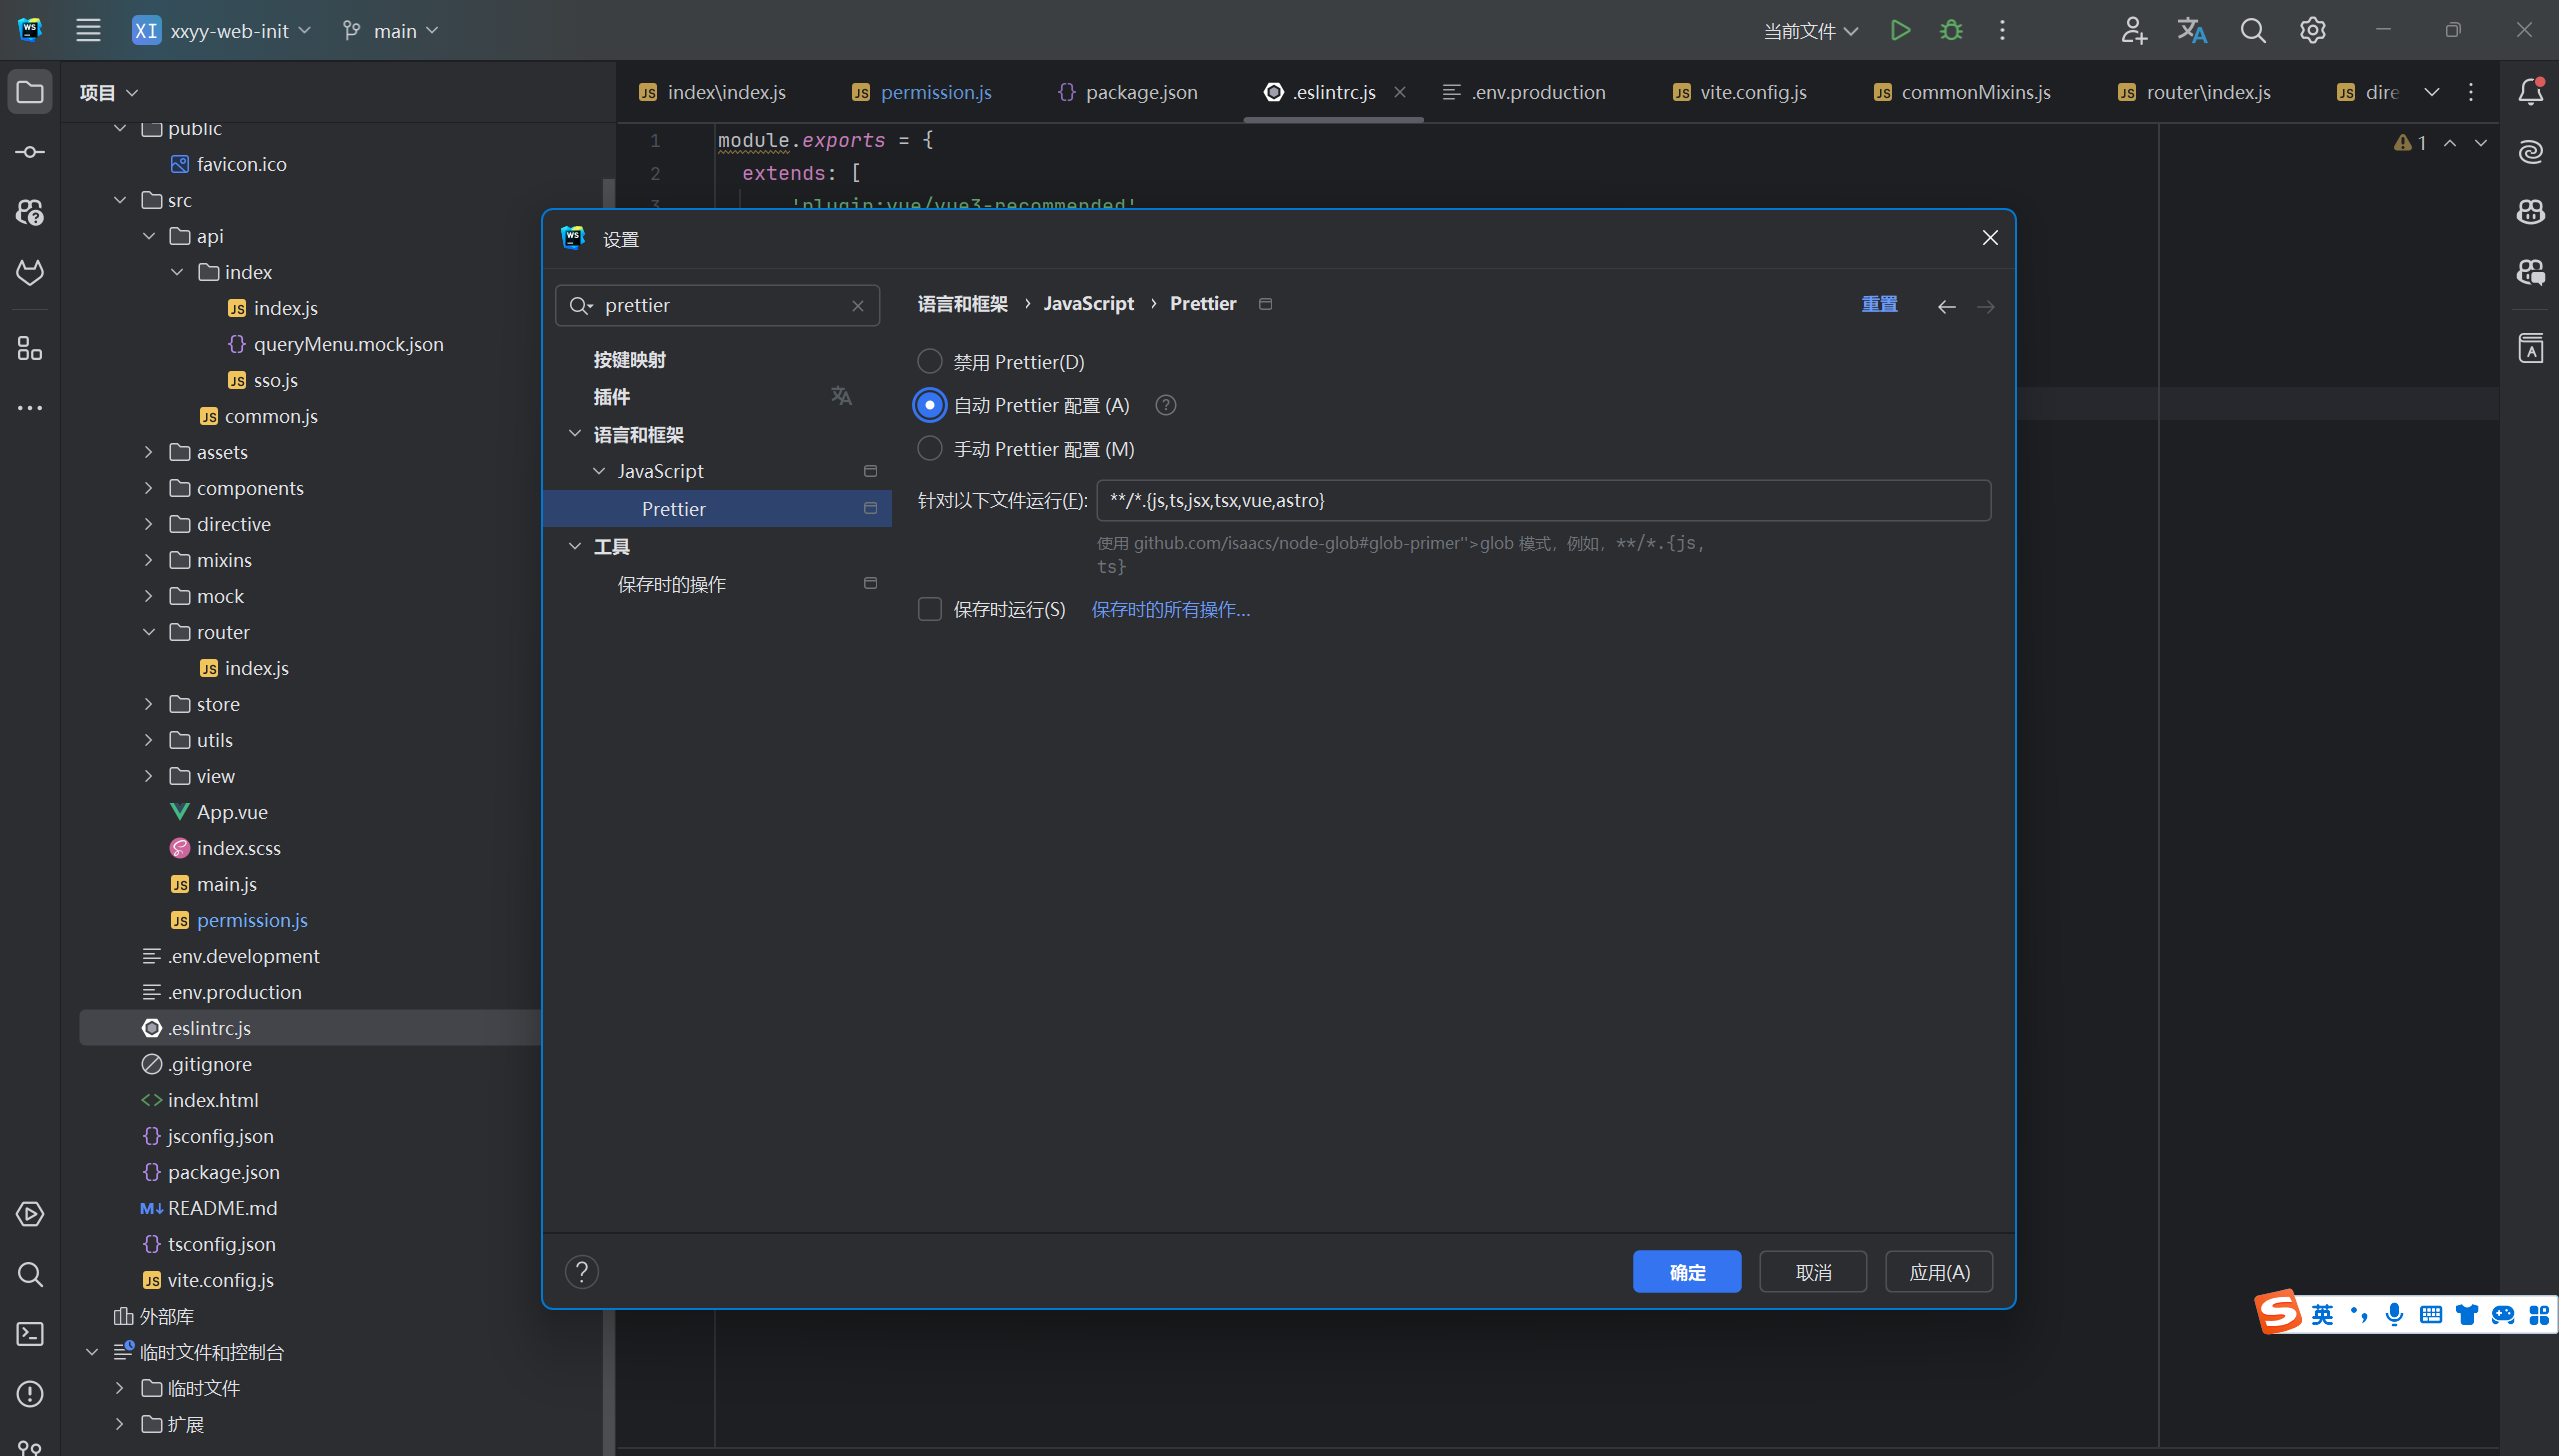 XI xxyy-web-init main 当前文件
项目
public
favicon.ico
src
api
index
index.js
queryMenu.mock.json
sso.js
common.js
assets
components
directive
mixins
mock
router
index.js
store
utils
view
App.vue
index.scss
main.js
permission.js
.env.development
.env.production
.eslintrc.js
.gitignore
index.html
jsconfig.json
package.json
README.md
tsconfig.json
vite.config.js
外部库
临时文件和控制台
临时文件
扩展
index\index.js permission.js package.json .eslintrc.js .env.production vite.config.js commonMixins.js router\index.js dire
1 module.exports = {
2 extends: [
3 'plugin:vue/vue3-recommended'
1
设置
prettier
按键映射
插件
语言和框架
JavaScript
Prettier
工具
保存时的操作
语言和框架 › JavaScript › Prettier 重置
禁用 Prettier(D)
自动 Prettier 配置 (A)
手动 Prettier 配置 (M)
针对以下文件运行(F): **/*.{js,ts,jsx,tsx,vue,astro}
使用 github.com/isaacs/node-glob#glob-primer">glob 模式，例如，**/*.{js,
ts}
保存时运行(S) 保存时的所有操作...
? 确定 取消 应用(A)
英